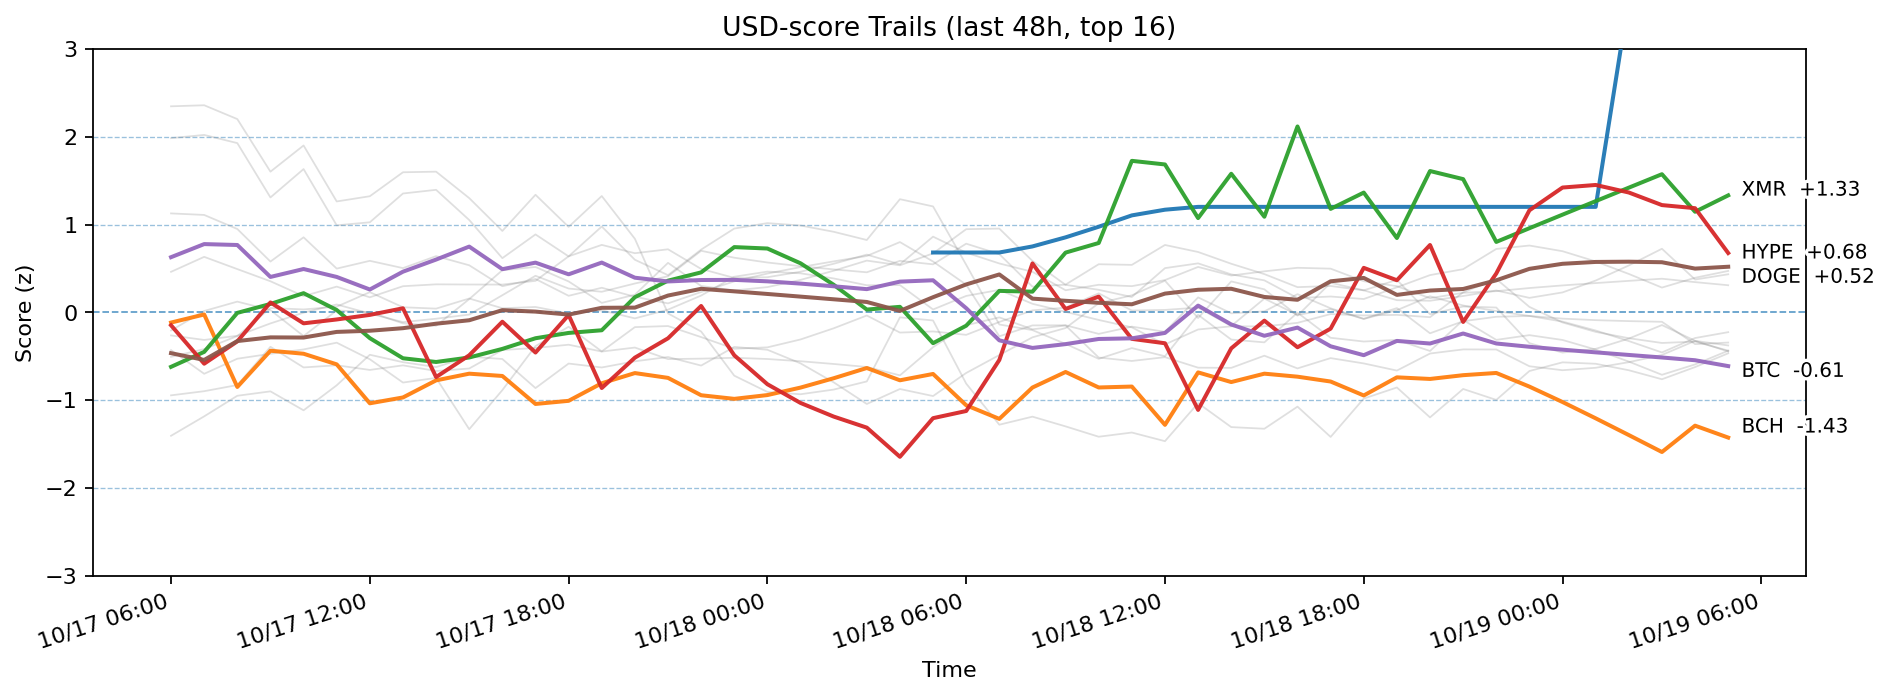 USD-score Trails (last 48h, top 16)
Score (z)
3
2
1
0
−1
−2
−3
XMR +1.33
HYPE +0.68
DOGE +0.52
BTC -0.61
BCH -1.43
10/17 06:00
10/17 12:00
10/17 18:00
10/18 00:00
10/18 06:00
10/18 12:00
10/18 18:00
10/19 00:00
10/19 06:00
Time